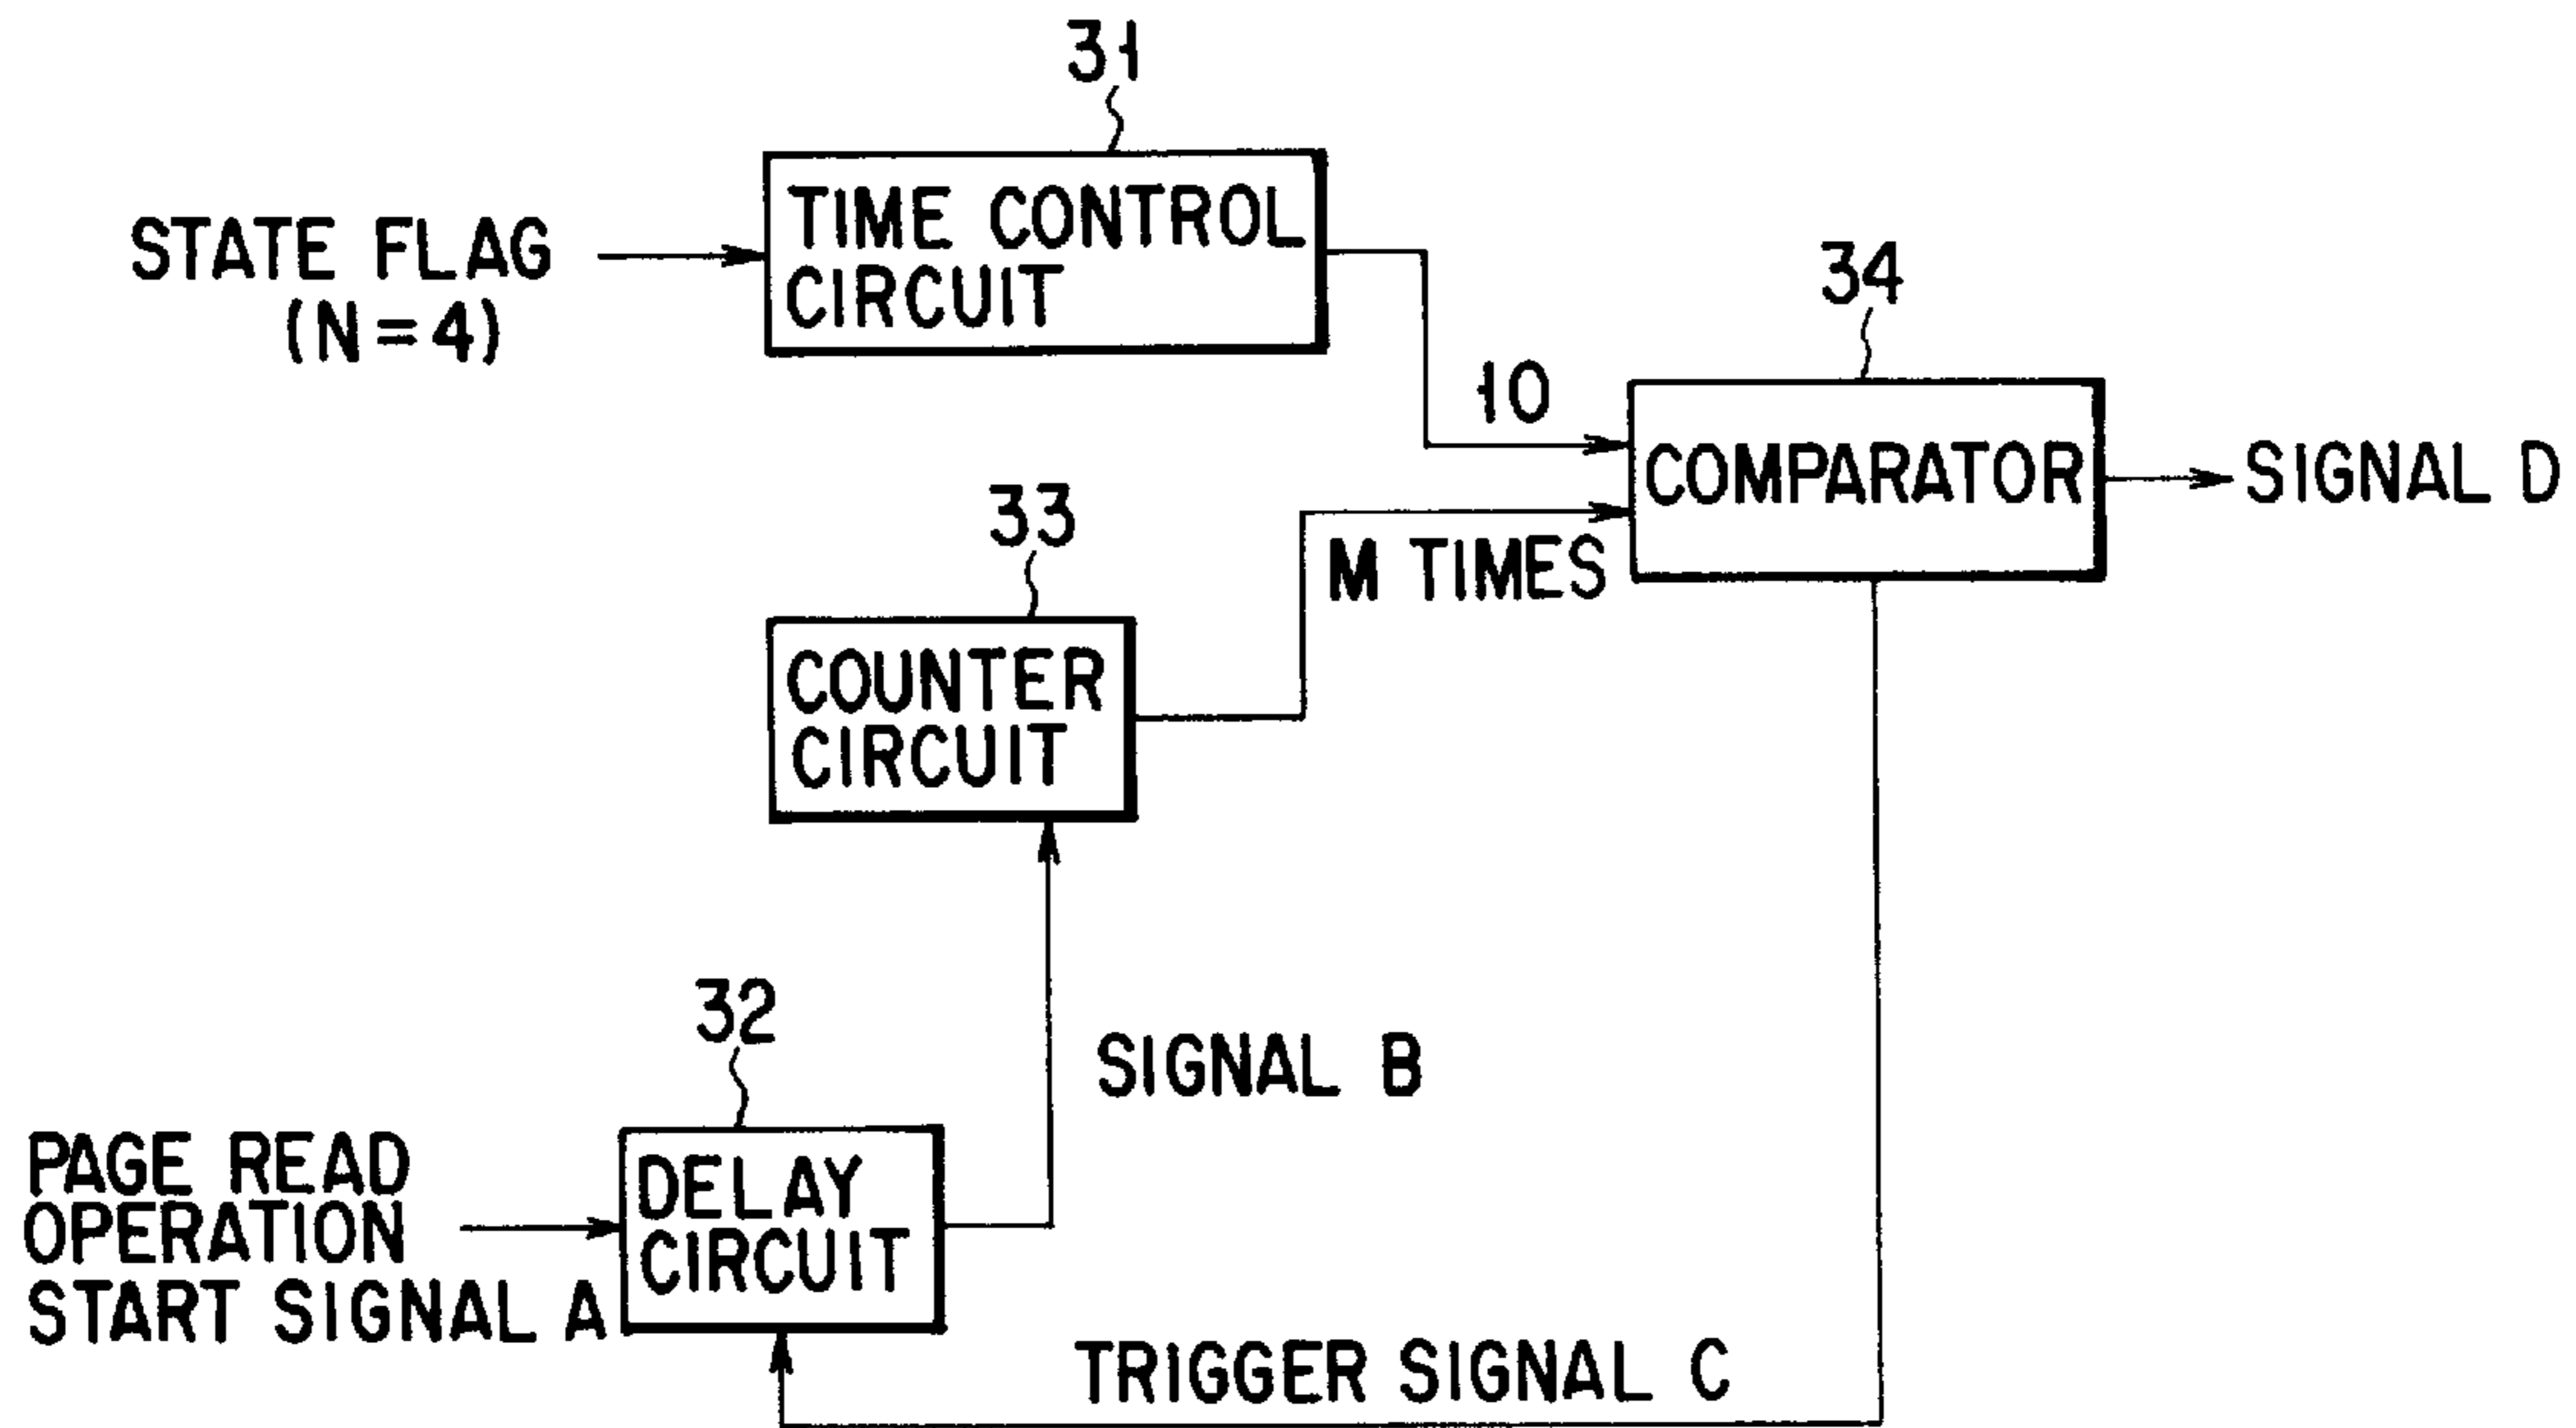 31
TIME CONTROL
CIRCUIT
STATE FLAG
(N=4)
34
10
COMPARATOR
SIGNAL D
33
M TIMES
COUNTER
CIRCUIT
32
SIGNAL B
PAGE READ
OPERATION
START SIGNAL A
DELAY
CIRCUIT
TRIGGER SIGNAL C